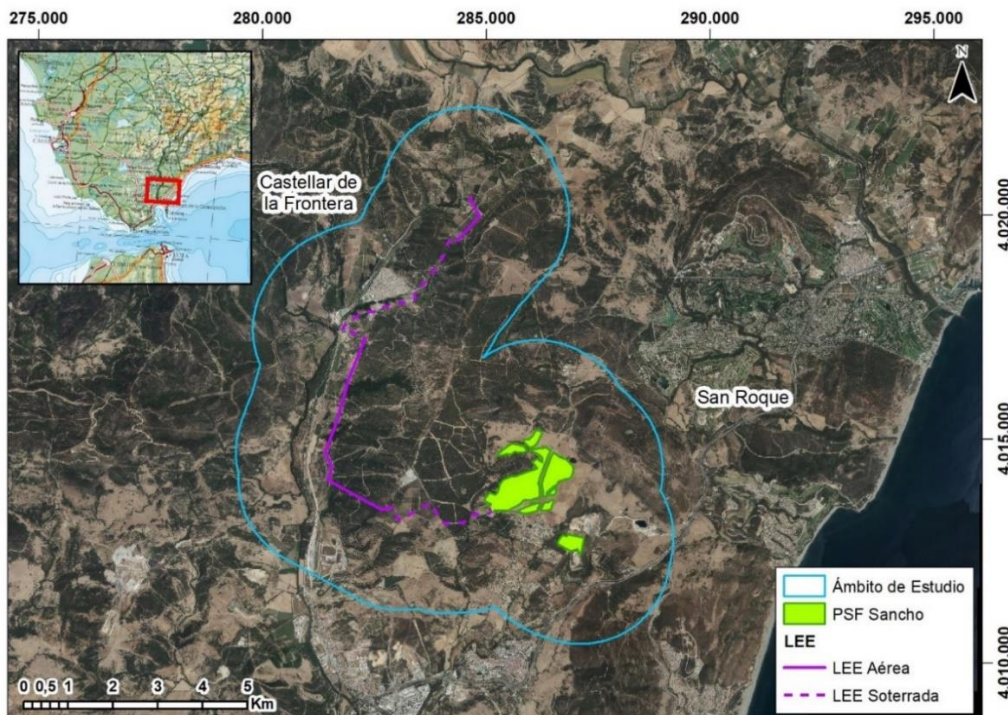 275.000
280.000
285.000
290.000
295.000
N
Castellar de
la Frontera
4.020.000
San Roque
4.015.000
Ámbito de Estudio
PSF Sancho
LEE
LEE Aérea
LEE Soterrada
4.010.000
0 0,5 1 2 3 4 5
Km